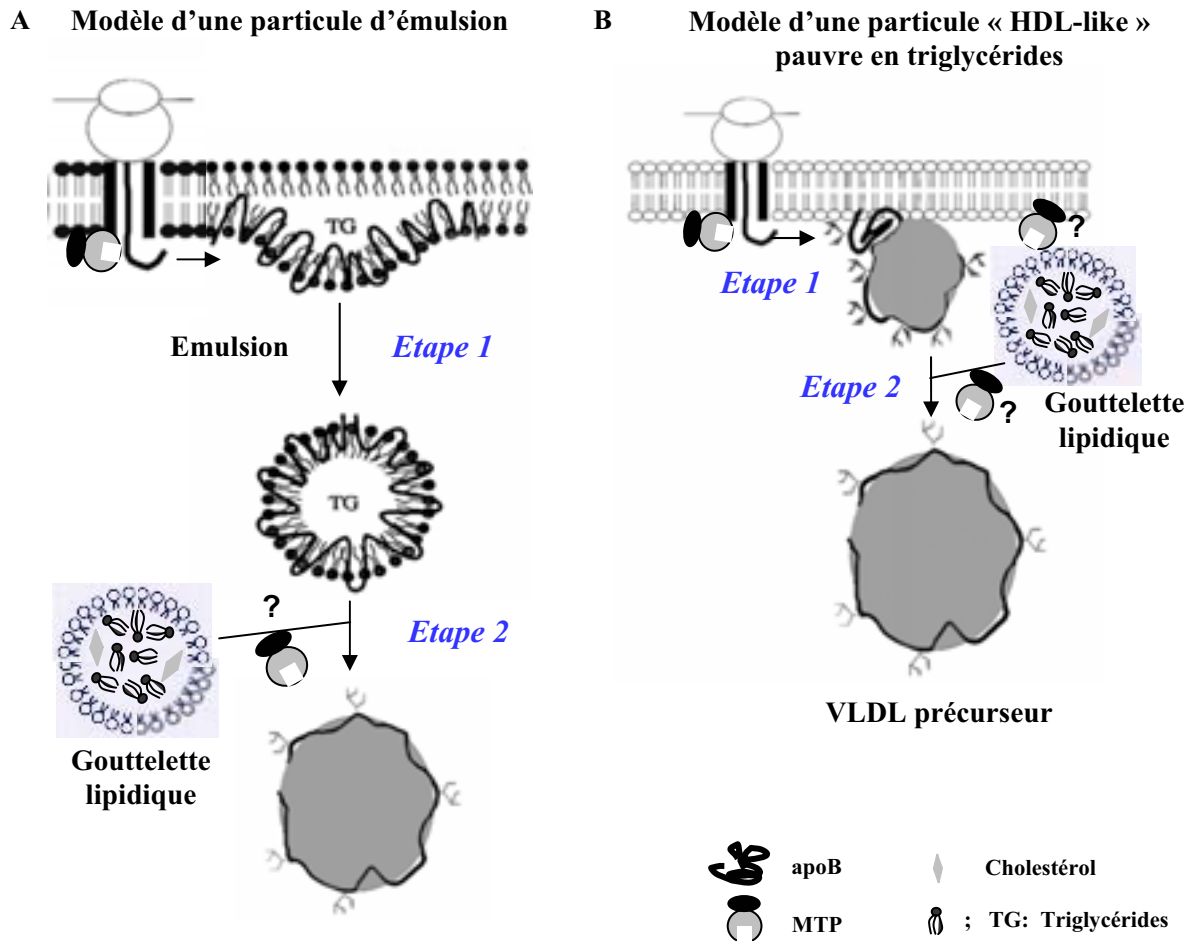 A Modèle d'une particule d'émulsion
TG
Emulsion
Etape 1
TG
?
Etape 2
Gouttelette
lipidique
B Modèle d'une particule « HDL-like »
pauvre en triglycérides
?
Etape 1
Etape 2
?
Gouttelette
lipidique
VLDL précurseur
apoB
Cholestérol
MTP
; TG: Triglycérides